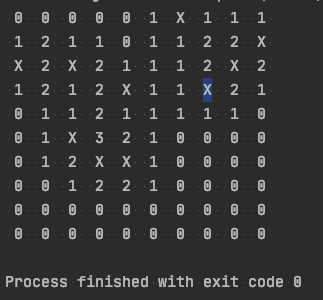 0 0 0 0 0 1 X 1 1 1
1 2 1 1 0 1 1 2 2 X
X 2 X 2 1 1 1 2 X 2
1 2 1 2 X 1 1 X 2 1
0 1 1 2 1 1 1 1 1 0
0 1 X 3 2 1 0 0 0 0
0 1 2 X X 1 0 0 0 0
0 0 1 2 2 1 0 0 0 0
0 0 0 0 0 0 0 0 0 0
0 0 0 0 0 0 0 0 0 0
Process finished with exit code 0